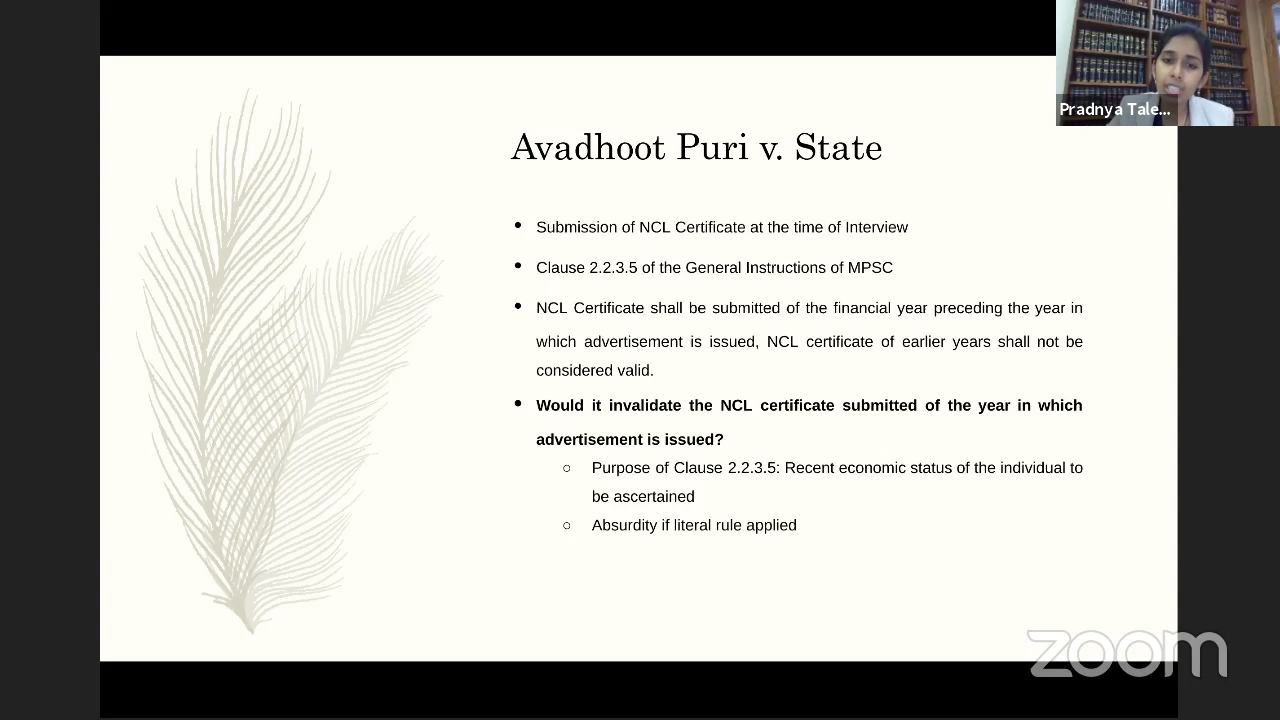 Pradnya Tale...
Avadhoot Puri v. State
• Submission of NCL Certificate at the time of Interview
• Clause 2.2.3.5 of the General Instructions of MPSC
• NCL Certificate shall be submitted of the financial year preceding the year in
which advertisement is issued, NCL certificate of earlier years shall not be
considered valid.
• Would it invalidate the NCL certificate submitted of the year in which
advertisement is issued?
○ Purpose of Clause 2.2.3.5: Recent economic status of the individual to
be ascertained
○ Absurdity if literal rule applied
zoom